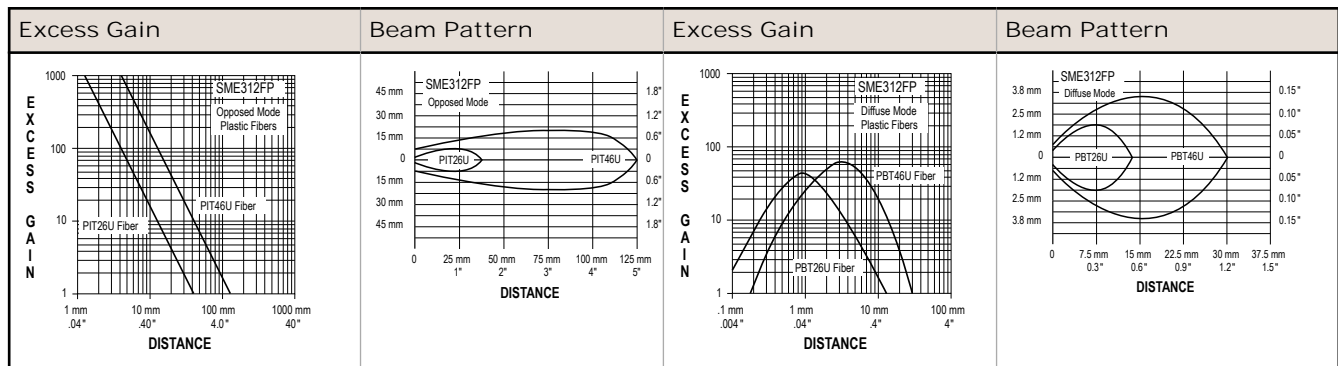 Excess Gain
Beam Pattern
Excess Gain
Beam Pattern
EXCESS GAIN
1000
100
10
1
SME312FP
Opposed Mode
Plastic Fibers
PIT46U Fiber
PIT26U Fiber
1 mm 10 mm 100 mm 1000 mm
.04" .40" 4.0" 40"
DISTANCE
SME312FP
Opposed Mode
45 mm
30 mm
15 mm
0
15 mm
30 mm
45 mm
1.8"
1.2"
0.6"
0
0.6"
1.2"
1.8"
PIT26U
PIT46U
0 25 mm 50 mm 75 mm 100 mm 125 mm
1" 2" 3" 4" 5"
DISTANCE
EXCESS GAIN
1000
100
10
1
SME312FP
Diffuse Mode
Plastic Fibers
PBT46U Fiber
PBT26U Fiber
.1 mm 1 mm 10 mm 100 mm
.004" .04" .4" 4"
DISTANCE
SME312FP
Diffuse Mode
3.8 mm
2.5 mm
1.2 mm
0
1.2 mm
2.5 mm
3.8 mm
0.15"
0.10"
0.05"
0
0.05"
0.10"
0.15"
PBT26U
PBT46U
0 7.5 mm 15 mm 22.5 mm 30 mm 37.5 mm
0.3" 0.6" 0.9" 1.2" 1.5"
DISTANCE